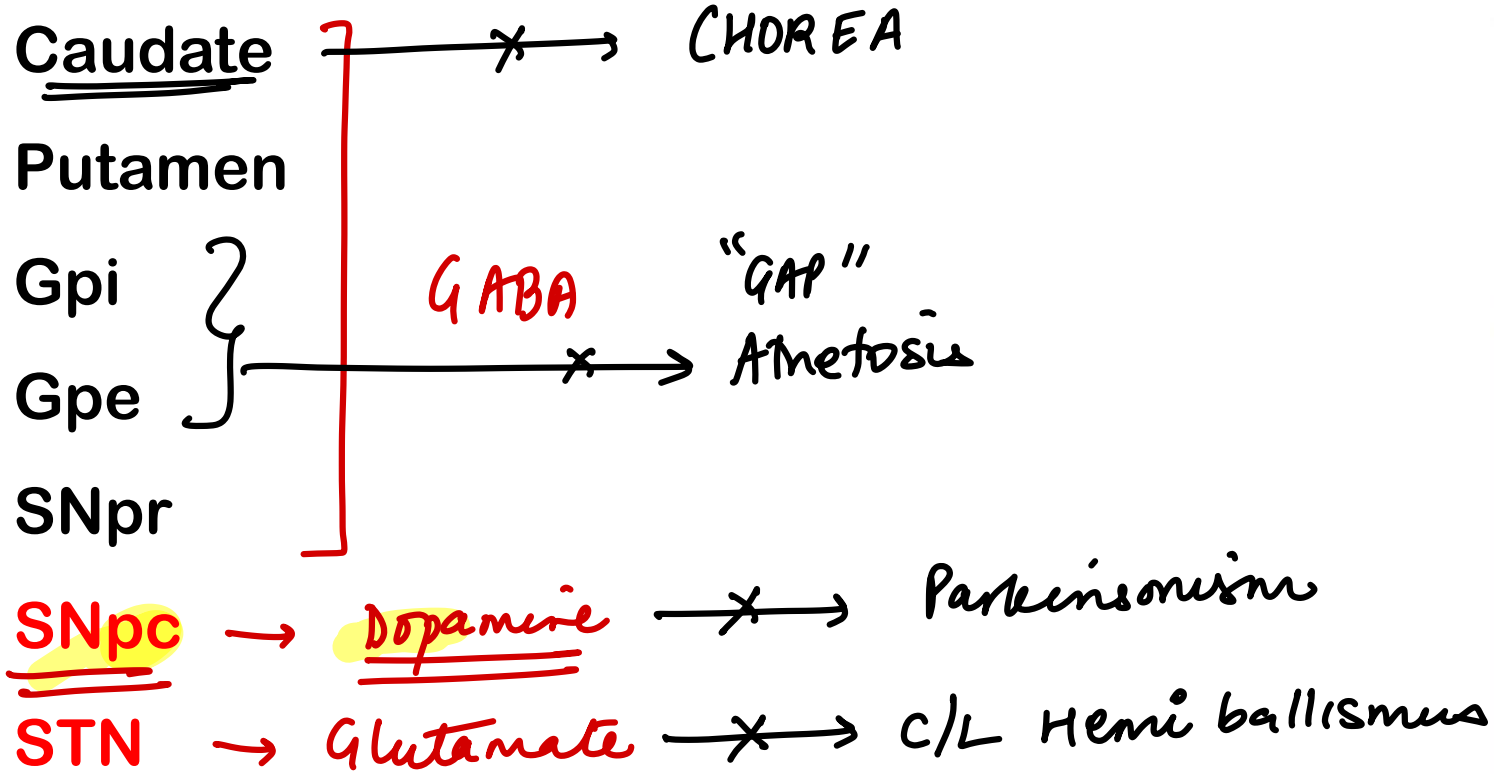 Caudate CHOREA
Putamen
Gpi GABA "GAP"
Gpe Athetosis
SNpr
SNpc → Dopamine → Parkinsonism
STN → Glutamate → C/L Hemi ballismus